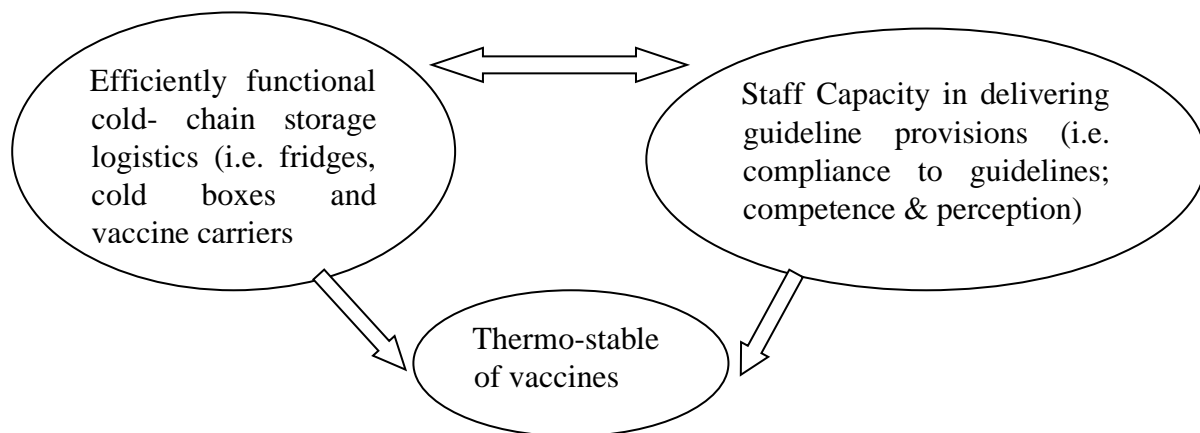 Efficiently functional
cold- chain storage
logistics (i.e. fridges,
cold boxes and
vaccine carriers
Staff Capacity in delivering
guideline provisions (i.e.
compliance to guidelines;
competence & perception)
Thermo-stable
of vaccines